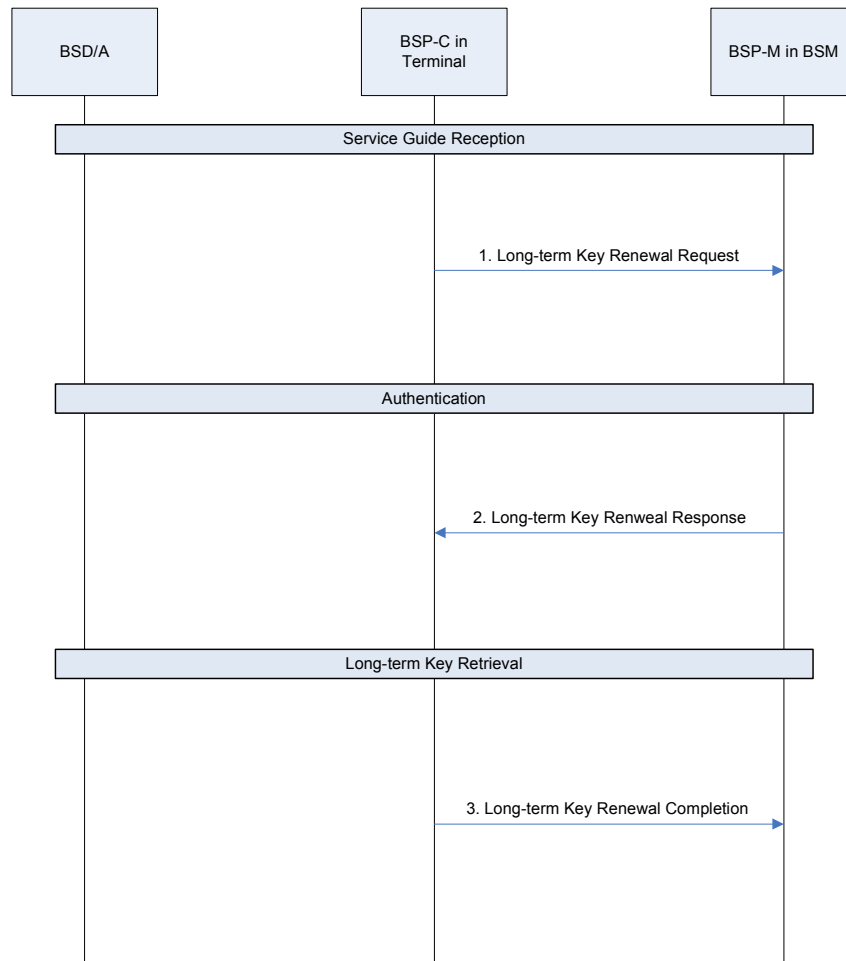 BSD/A
BSP-C in
Terminal
BSP-M in BSM
Service Guide Reception
1. Long-term Key Renewal Request
Authentication
2. Long-term Key Renweal Response
Long-term Key Retrieval
3. Long-term Key Renewal Completion